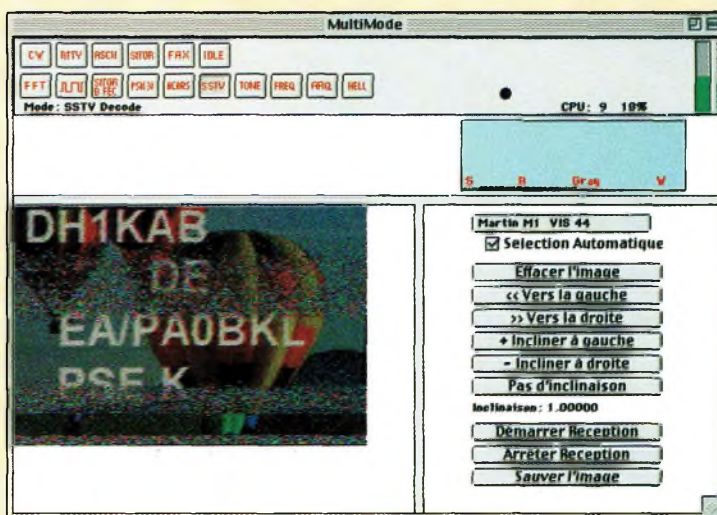 MultiMode
CW RTTY ASCII SITOR FAX IDLE
FFT SITOR B FEC PSK31 ACARS SSTV TONE FREQ ARQ HELL
Mode: SSTV Decode
CPU: 9 10%
S B Gray W
DH1KAB
DE
EA/PA0BKL
PSE K
Martin M1 VIS 44
Selection Automatique
Effacer l'image
<< Vers la gauche
>> Vers la droite
+ Incliner à gauche
- Incliner à droite
Pas d'inclinaison
Inclinaison: 1.00000
Démarrer Reception
Arrêter Reception
Sauver l'image